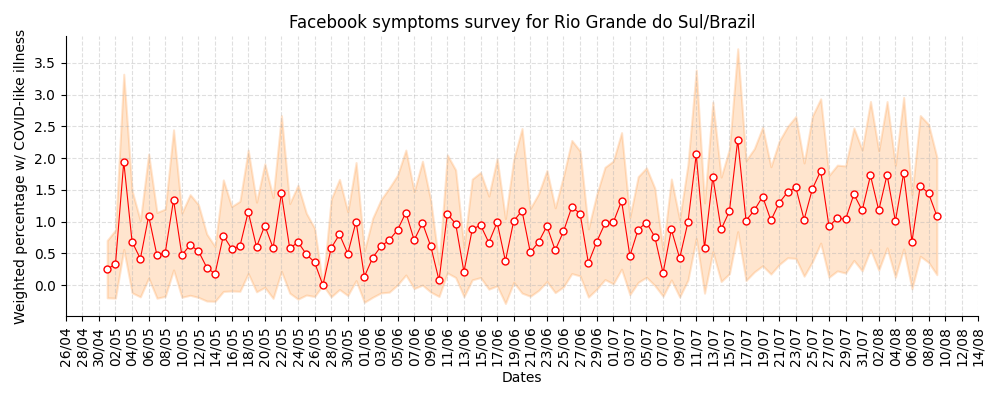 Facebook symptoms survey for Rio Grande do Sul/Brazil
Weighted percentage w/ COVID-like illness
3.5
3.0
2.5
2.0
1.5
1.0
0.5
0.0
26/04 28/04 30/04 02/05 04/05 06/05 08/05 10/05 12/05 14/05 16/05 18/05 20/05 22/05 24/05 26/05 28/05 30/05 01/06 03/06 05/06 07/06 09/06 11/06 13/06 15/06 17/06 19/06 21/06 23/06 25/06 27/06 29/06 01/07 03/07 05/07 07/07 09/07 11/07 13/07 15/07 17/07 19/07 21/07 23/07 25/07 27/07 29/07 31/07 02/08 04/08 06/08 08/08 10/08 12/08 14/08
Dates